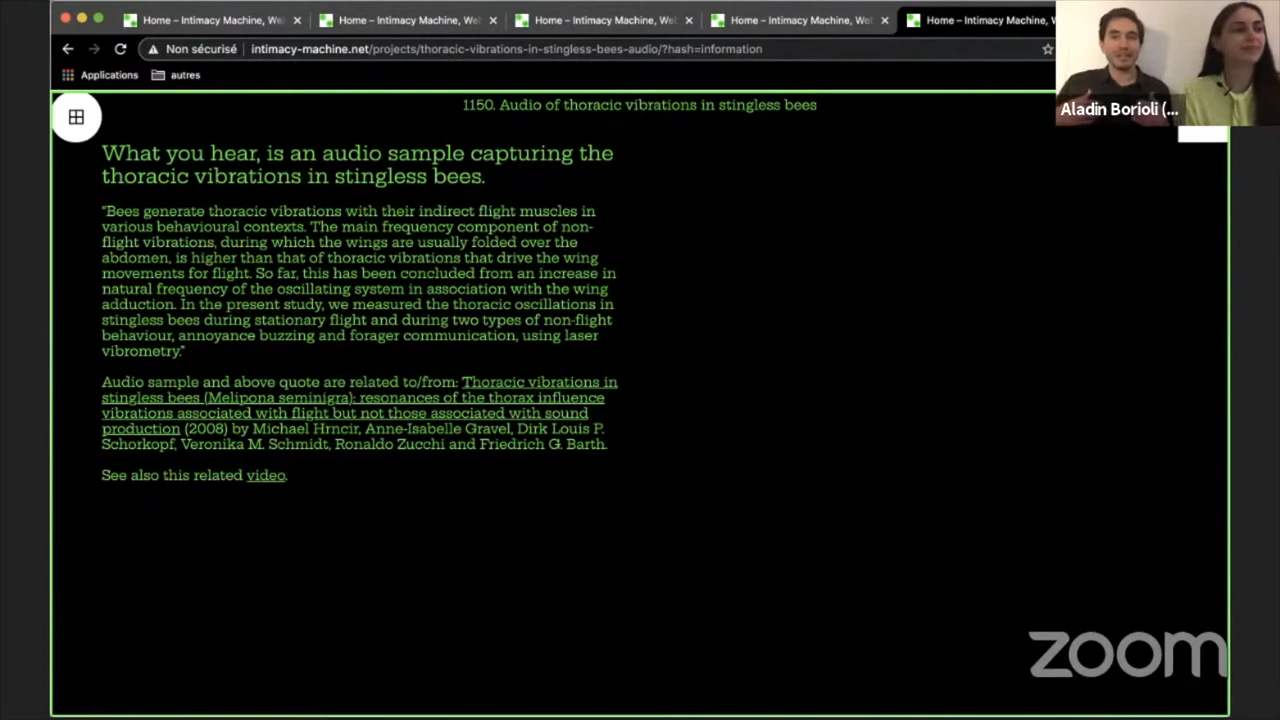 Home – Intimacy Machine, We
Home – Intimacy Machine, We
Home – Intimacy Machine, We
Home – Intimacy Machine, We
Home – Intimacy Machine, W
Non sécurisé
intimacy-machine.net/projects/thoracic-vibrations-in-stingless-bees-audio/?hash=information
Applications
autres
Aladin Borioli (...
1150. Audio of thoracic vibrations in stingless bees
What you hear, is an audio sample capturing the
thoracic vibrations in stingless bees.
"Bees generate thoracic vibrations with their indirect flight muscles in
various behavioural contexts. The main frequency component of non-
flight vibrations, during which the wings are usually folded over the
abdomen, is higher than that of thoracic vibrations that drive the wing
movements for flight. So far, this has been concluded from an increase in
natural frequency of the oscillating system in association with the wing
adduction. In the present study, we measured the thoracic oscillations in
stingless bees during stationary flight and during two types of non-flight
behaviour, annoyance buzzing and forager communication, using laser
vibrometry."
Audio sample and above quote are related to/from: Thoracic vibrations in
stingless bees (Melipona seminigra): resonances of the thorax influence
vibrations associated with flight but not those associated with sound
production (2008) by Michael Hrncir, Anne-Isabelle Gravel, Dirk Louis P.
Schorkopf, Veronika M. Schmidt, Ronaldo Zucchi and Friedrich G. Barth.
See also this related video.
zoom